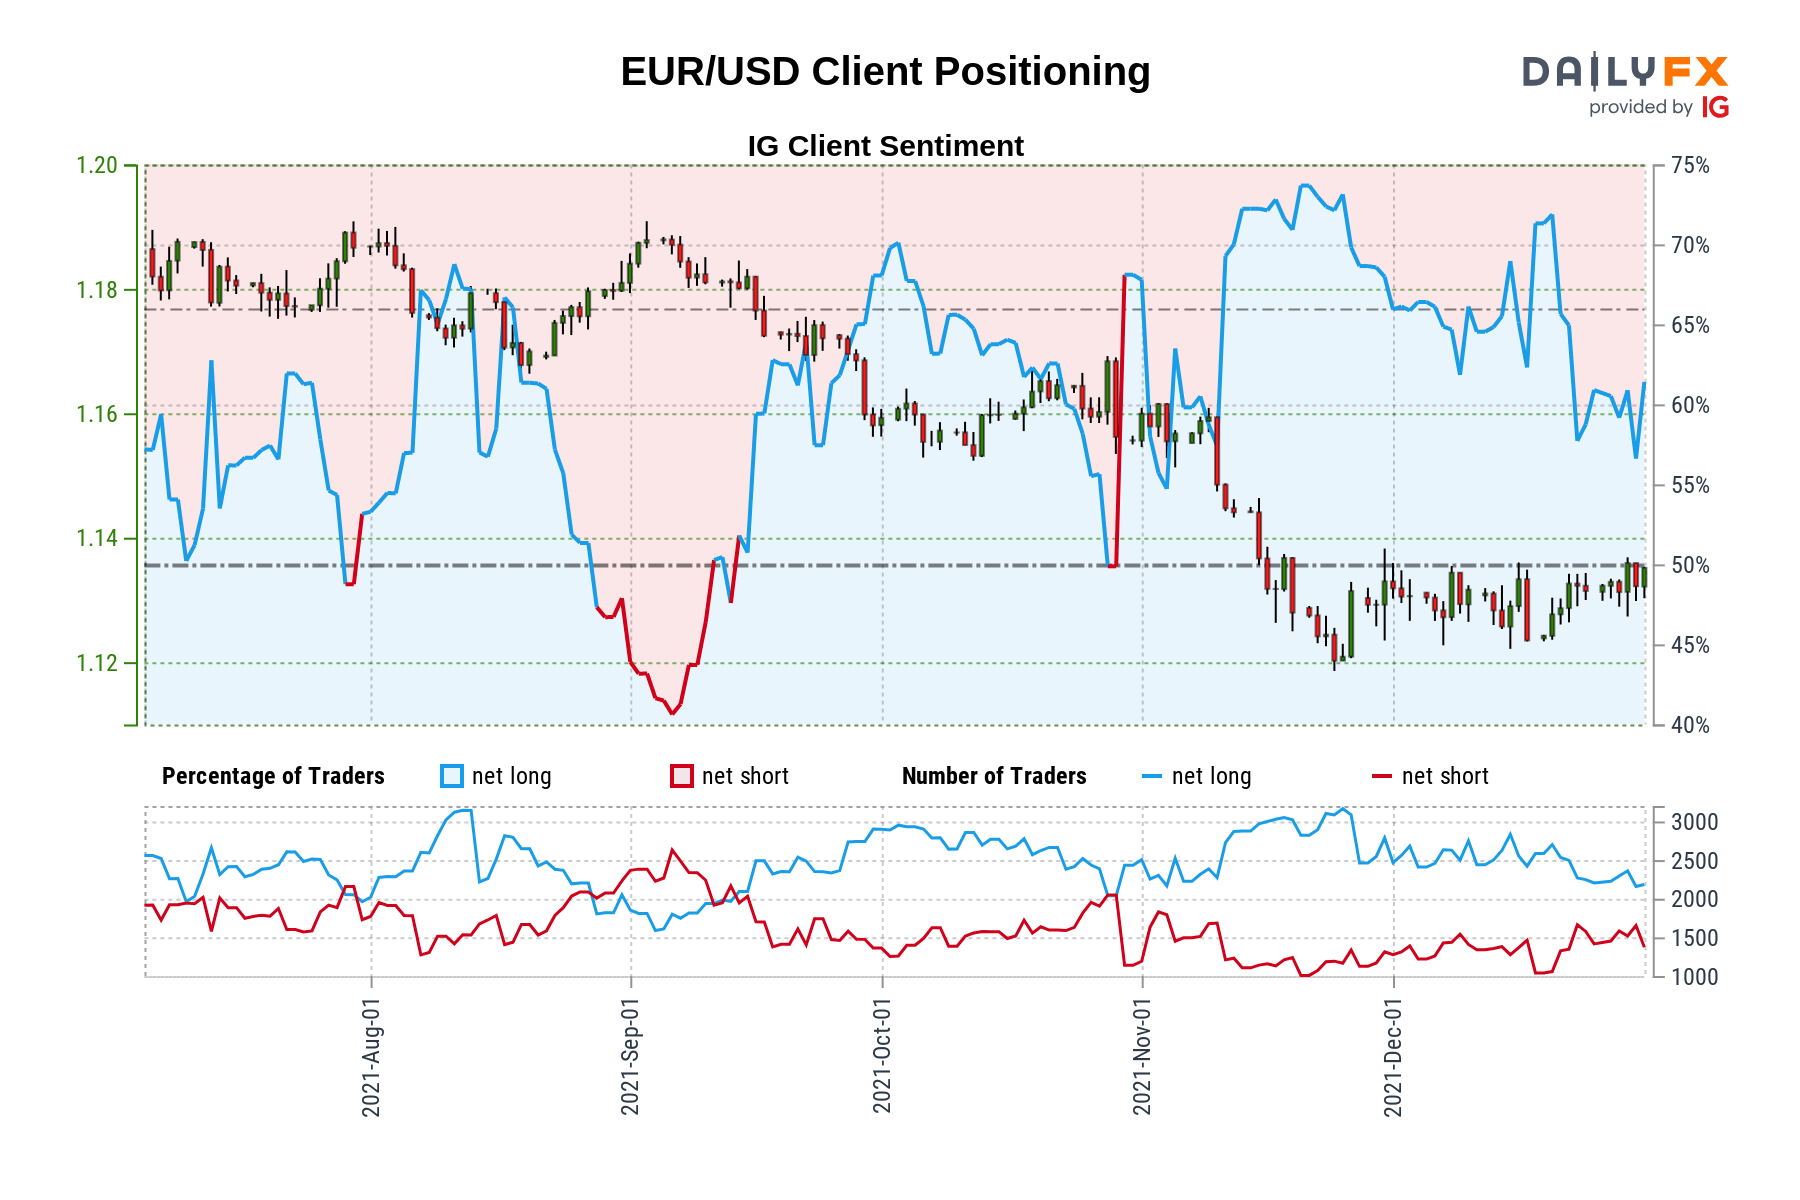 EUR/USD Client Positioning
DAILYFX
provided by IG
IG Client Sentiment
1.20
1.18
1.16
1.14
1.12
75%
70%
65%
60%
55%
50%
45%
40%
Percentage of Traders net long net short Number of Traders net long net short
3000
2500
2000
1500
1000
2021-Aug-01
2021-Sep-01
2021-Oct-01
2021-Nov-01
2021-Dec-01